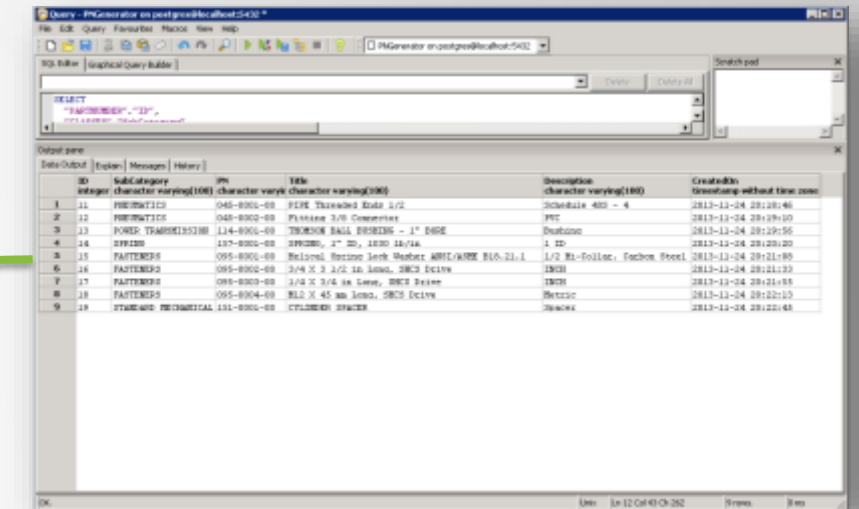 Query - PNGenerator on postgres@localhost:5432 *
File Edit Query Favourites Macros View Help
PNGenerator on postgres@localhost:5432
SQL Editor Graphical Query Builder
Scratch pad
Delete Delete All
SELECT
"PARTNUMBER"."ID",
Output pane
Data Output Explain Messages History
ID SubCategory PN Title Description CreatedOn
integer character varying(100) character varyin character varying(100) character varying(100) timestamp without time zone
1 11 PNEUMATICS 045-0001-00 PIPE Threaded Ends 1/2 Schedule 40S - 4 2013-11-24 20:18:46
2 12 PNEUMATICS 045-0002-00 Fitting 3/8 Connector PVC 2013-11-24 20:19:10
3 13 POWER TRANSMISSION 114-0001-00 THOMSON BALL BUSHING - 1" BORE Bushing 2013-11-24 20:19:56
4 14 SPRING 157-0001-00 SPRING, 1" ID, 1000 lb/in 1 ID 2013-11-24 20:20:20
5 15 FASTENERS 095-0001-00 Helical Spring Lock Washer ANSI/ASME B18.21.1 1/2 Hi-Collar, Carbon Steel 2013-11-24 20:21:08
6 16 FASTENERS 095-0002-00 3/4 X 3 1/2 in Long, SHCS Drive INCH 2013-11-24 20:21:33
7 17 FASTENERS 095-0003-00 1/4 X 3/4 in Long, SHCS Drive INCH 2013-11-24 20:21:55
8 18 FASTENERS 095-0004-00 M12 X 45 mm Long, SHCS Drive Metric 2013-11-24 20:22:13
9 19 STANDARD MECHANICAL 131-0001-00 CYLINDER SPACER Spacer 2013-11-24 20:22:45
OK. Unix Ln 12 Col 43 Ch 262 9 rows.